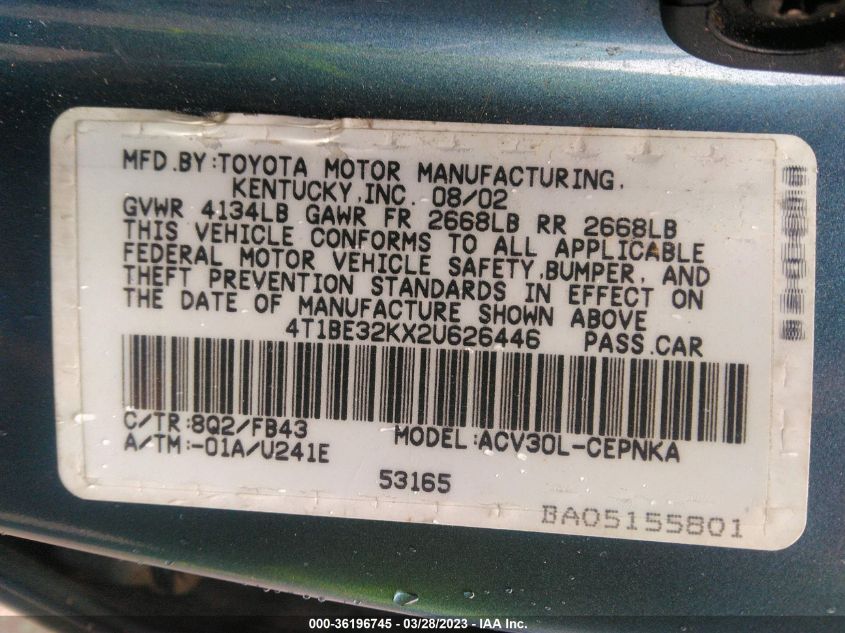 MFD.BY:TOYOTA MOTOR MANUFACTURING,
KENTUCKY,INC. 08/02
GVWR 4134LB GAWR FR 2668LB RR 2668LB
THIS VEHICLE CONFORMS TO ALL APPLICABLE
FEDERAL MOTOR VEHICLE SAFETY,BUMPER, AND
THEFT PREVENTION STANDARDS IN EFFECT ON
THE DATE OF MANUFACTURE SHOWN ABOVE
4T1BE32KX2U626446 PASS.CAR
C/TR:8Q2/FB43 MODEL:ACV30L-CEPNKA
A/TM:-01A/U241E
53165
BA05155801
000-36196745 - 03/28/2023 - ACA Inc.